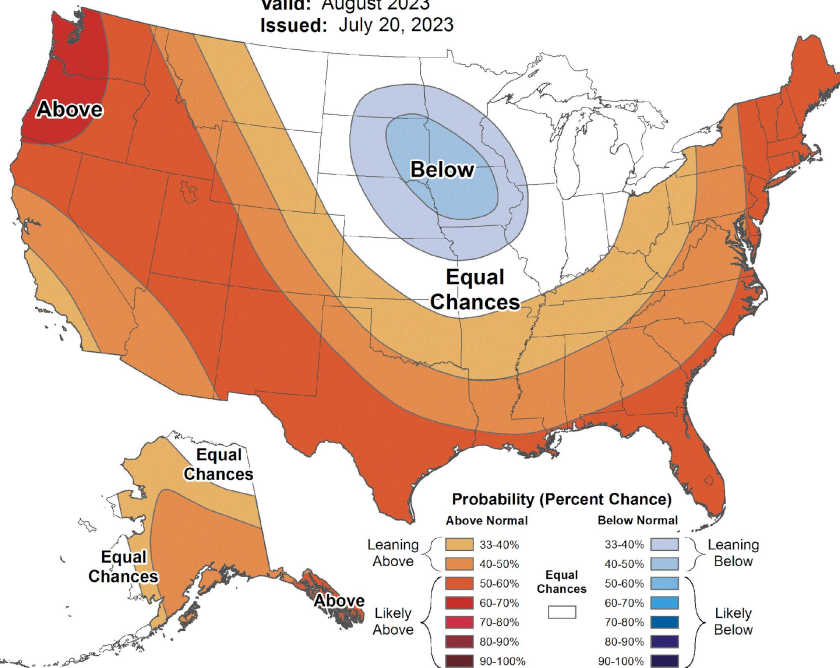 Valid: August 2023
Issued: July 20, 2023
Above
Below
Equal
Chances
Equal
Chances
Equal
Chances
Above
Probability (Percent Chance)
Above Normal
Below Normal
Leaning
Above
33-40%
40-50%
Likely
Above
50-60%
60-70%
70-80%
80-90%
90-100%
Equal
Chances
33-40%
40-50%
Leaning
Below
50-60%
60-70%
70-80%
80-90%
90-100%
Likely
Below